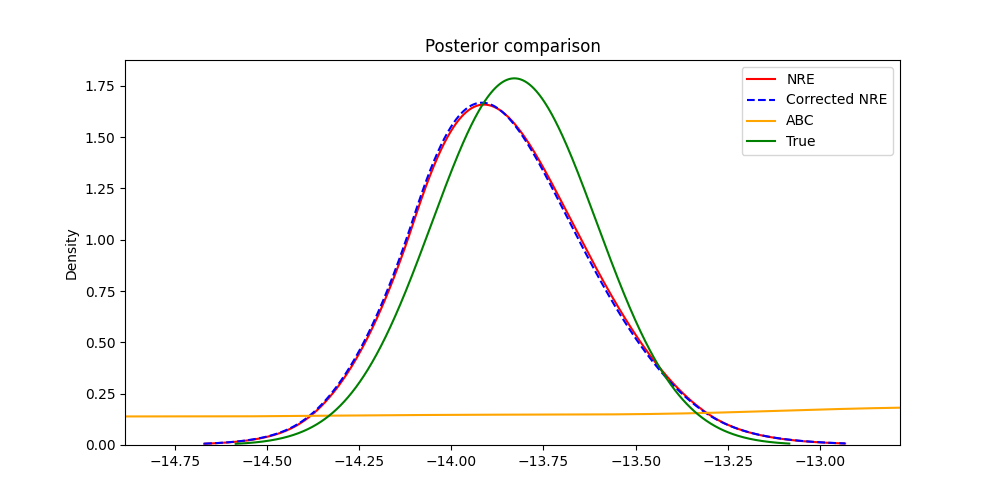 Posterior comparison
NRE
Corrected NRE
ABC
True
Density
1.75
1.50
1.25
1.00
0.75
0.50
0.25
0.00
−14.75 −14.50 −14.25 −14.00 −13.75 −13.50 −13.25 −13.00